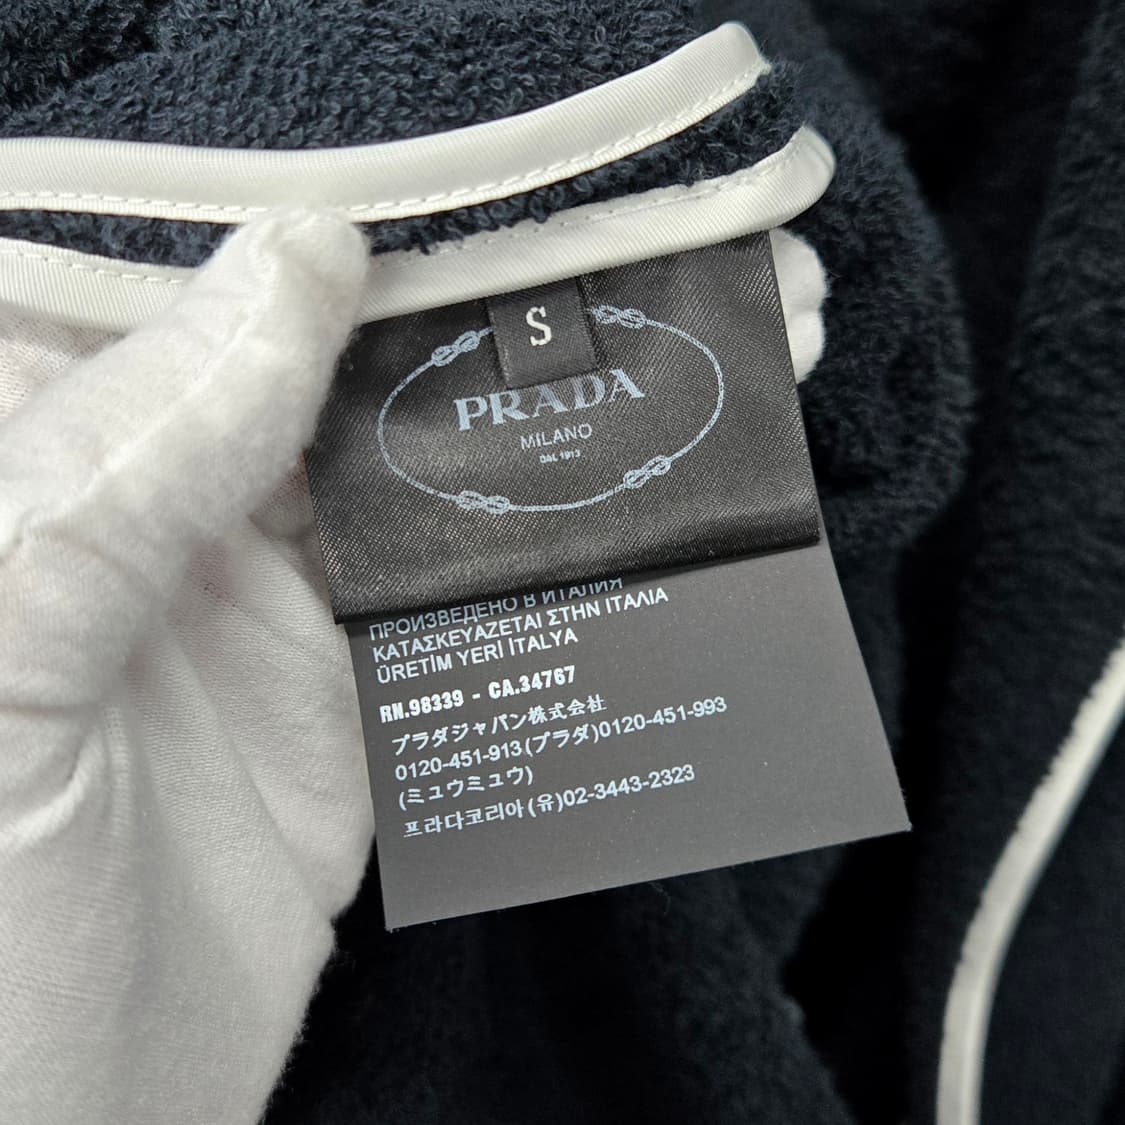 S
PRADA
MILANO
DAL 1913
ПРОИЗВЕДЕНО В ИТАЛИЯ
ΚΑΤΑΣΚΕΥΑΖΕΤΑΙ ΣΤΗΝ ΙΤΑΛΙΑ
ÜRETİM YERİ İTALYA
RN.98339 - CA.34767
プラダジャパン株式会社
0120-451-913(プラダ)0120-451-993
(ミュウミュウ)
프라다코리아(유)02-3443-2323